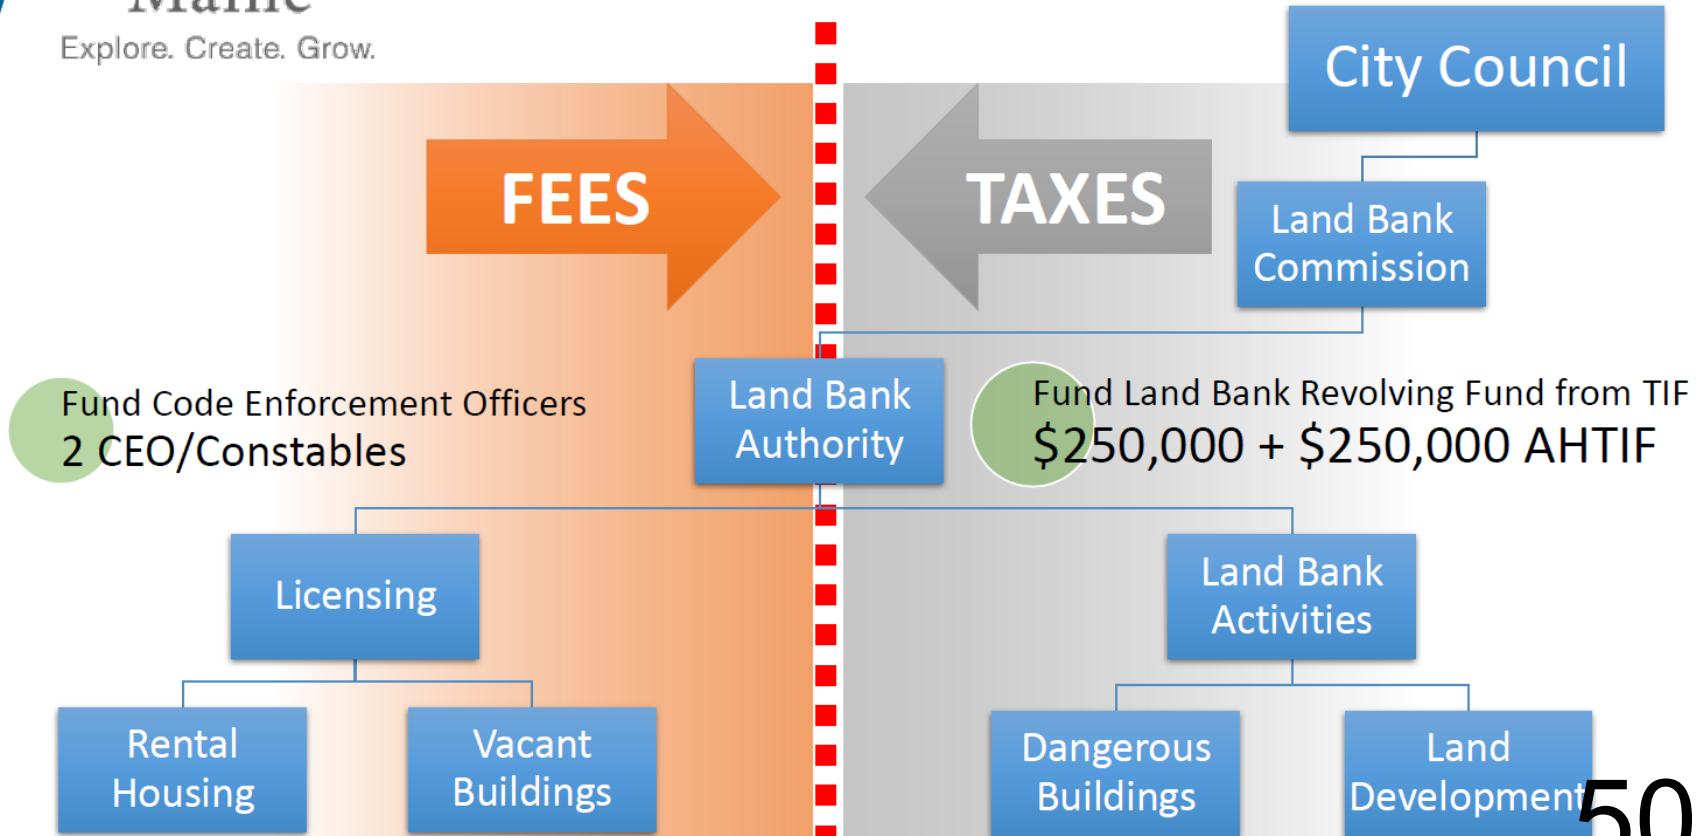 Maine
Explore. Create. Grow.
City Council
FEES
TAXES
Land Bank
Commission
Fund Code Enforcement Officers
2 CEO/Constables
Land Bank
Authority
Fund Land Bank Revolving Fund from TIF
$250,000 + $250,000 AHTIF
Licensing
Land Bank
Activities
Rental
Housing
Vacant
Buildings
Dangerous
Buildings
Land
Development
50